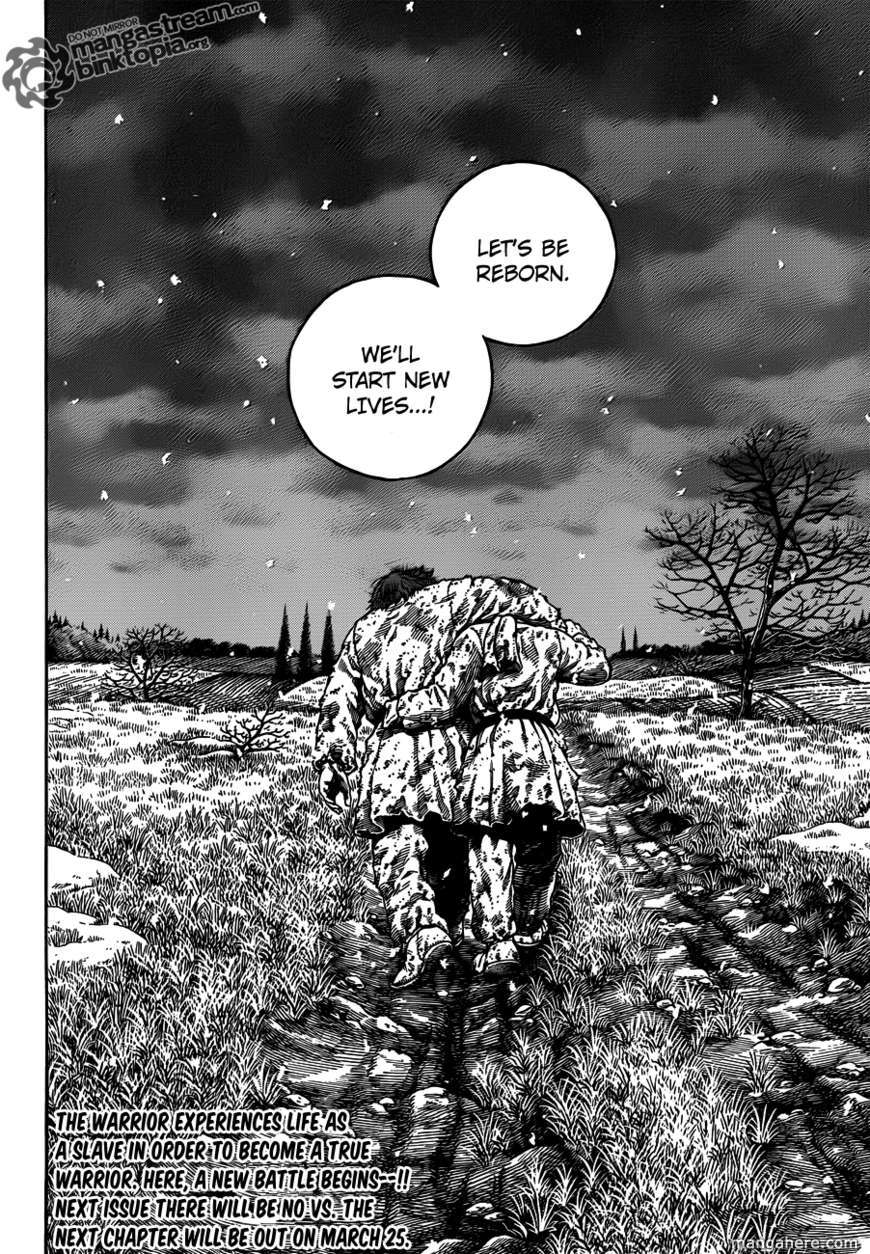 DO NOT MIRROR
mangastream.com
binktopia.org
LET'S BE
REBORN.
WE'LL
START NEW
LIVES...!
THE WARRIOR EXPERIENCES LIFE AS
A SLAVE IN ORDER TO BECOME A TRUE
WARRIOR. HERE, A NEW BATTLE BEGINS--!!
NEXT ISSUE THERE WILL BE NO VS. THE
NEXT CHAPTER WILL BE OUT ON MARCH 25.
mangahere.com